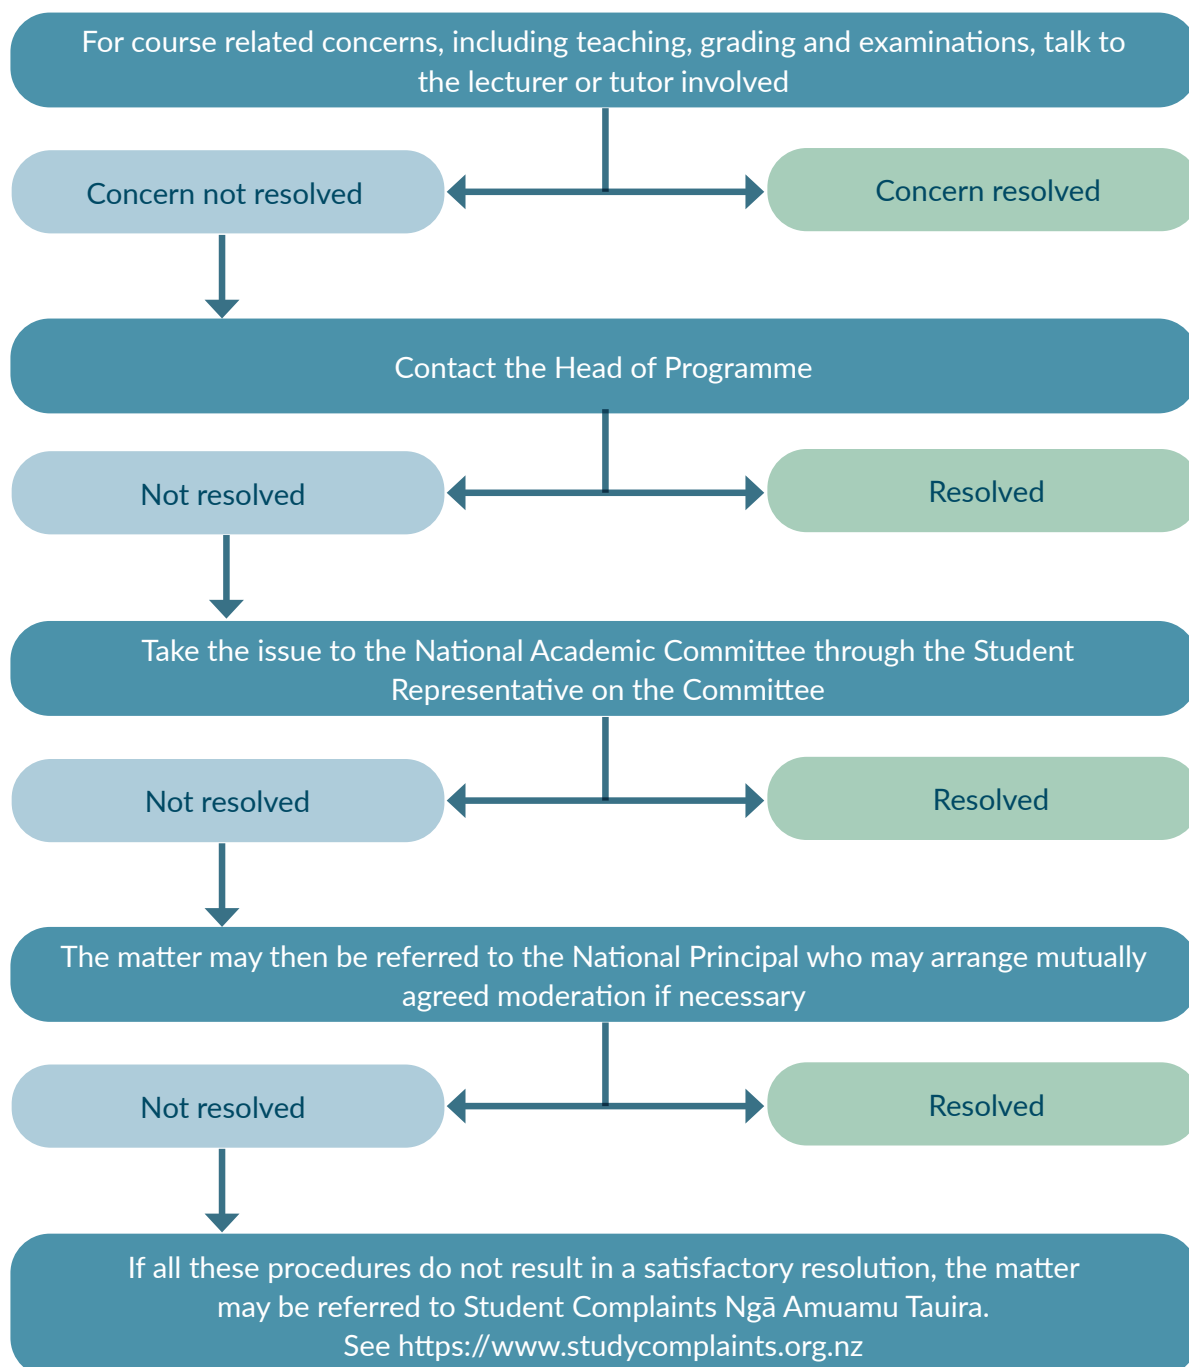 For course related concerns, including teaching, grading and examinations, talk to
the lecturer or tutor involved
Concern not resolved
Concern resolved
Contact the Head of Programme
Not resolved
Resolved
Take the issue to the National Academic Committee through the Student
Representative on the Committee
Not resolved
Resolved
The matter may then be referred to the National Principal who may arrange mutually
agreed moderation if necessary
Not resolved
Resolved
If all these procedures do not result in a satisfactory resolution, the matter
may be referred to Student Complaints Ngā Amuamu Tauira.
See https://www.studycomplaints.org.nz